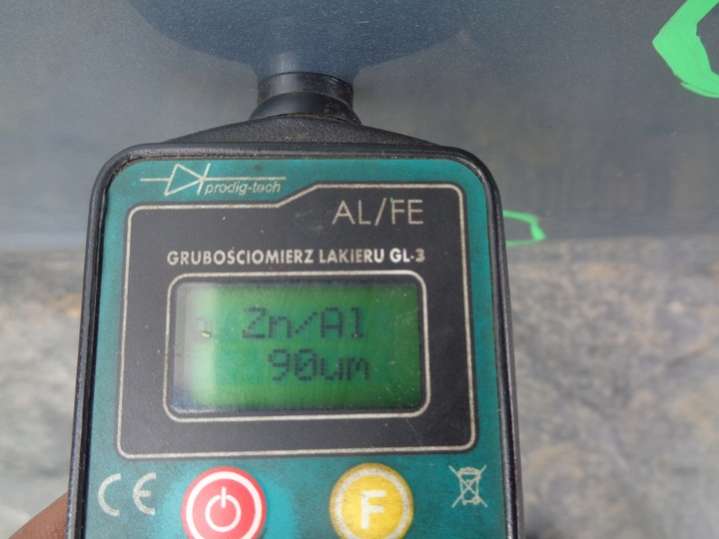 prodig-tech
AL/FE
GRUBOŚCIOMIERZ LAKIERU GL-3
Zn/Al
90um
CE
F